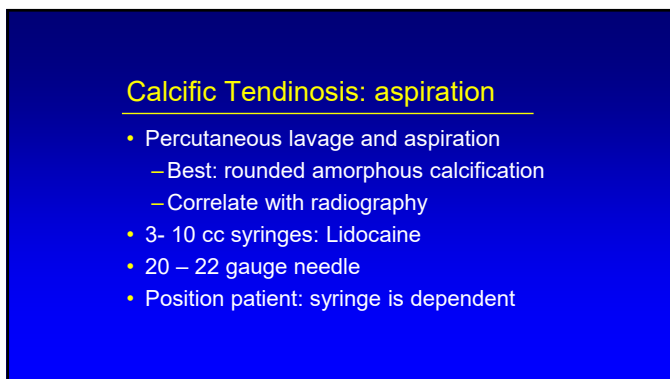 Calcific Tendinosis: aspiration
• Percutaneous lavage and aspiration
–Best: rounded amorphous calcification
–Correlate with radiography
• 3- 10 cc syringes: Lidocaine
• 20 – 22 gauge needle
• Position patient: syringe is dependent